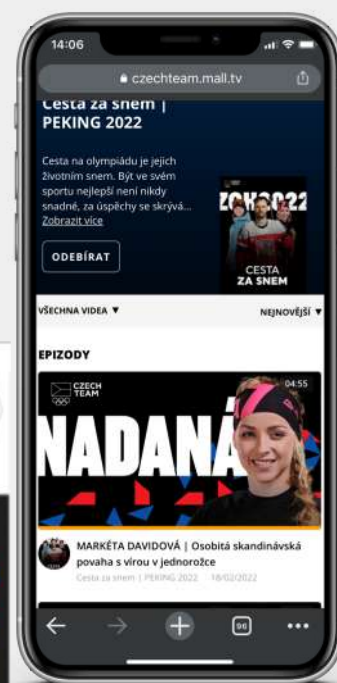 14:06
czechteam.mall.tv
Cesta za snem |
PEKING 2022
Cesta na olympiádu je jejich
životním snem. Být ve svém
sportu nejlepší není nikdy
snadné, za úspěchy se skrývá...
Zobrazit více
ODEBÍRAT
ZOH2022
CESTA
ZA SNEM
VŠECHNA VIDEA ▼
NEJNOVĚJŠÍ ▼
EPIZODY
CZECH
TEAM
04:55
NADANÁ
MARKÉTA DAVIDOVÁ | Osobitá skandinávská
povaha s vírou v jednorožce
Cesta za snem | PEKING 2022 18/02/2022
96